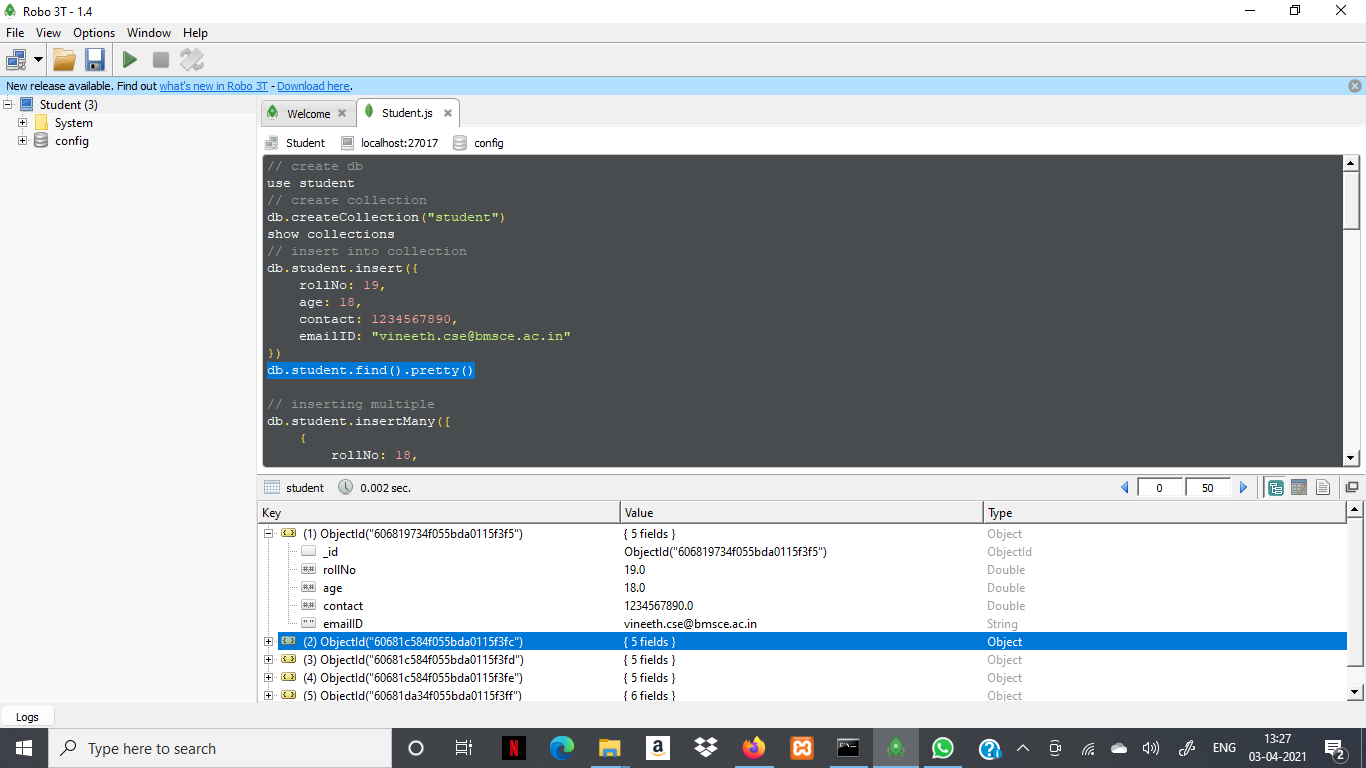 Robo 3T - 1.4
File View Options Window Help
New release available. Find out what's new in Robo 3T - Download here.
Student (3)
System
config
Welcome
Student.js
Student localhost:27017 config
// create db
use student
// create collection
db.createCollection("student")
show collections
// insert into collection
db.student.insert({
rollNo: 19,
age: 18,
contact: 1234567890,
emailID: "vineeth.cse@bmsce.ac.in"
})
db.student.find().pretty()
// inserting multiple
db.student.insertMany([
{
rollNo: 18,
student 0.002 sec. 0 50
Key Value Type
(1) ObjectId("606819734f055bda0115f3f5") { 5 fields } Object
_id ObjectId("606819734f055bda0115f3f5") ObjectId
rollNo 19.0 Double
age 18.0 Double
contact 1234567890.0 Double
emailID vineeth.cse@bmsce.ac.in String
(2) ObjectId("60681c584f055bda0115f3fc") { 5 fields } Object
(3) ObjectId("60681c584f055bda0115f3fd") { 5 fields } Object
(4) ObjectId("60681c584f055bda0115f3fe") { 5 fields } Object
(5) ObjectId("60681da34f055bda0115f3ff") { 6 fields } Object
Logs
Type here to search
ENG
13:27
03-04-2021
2